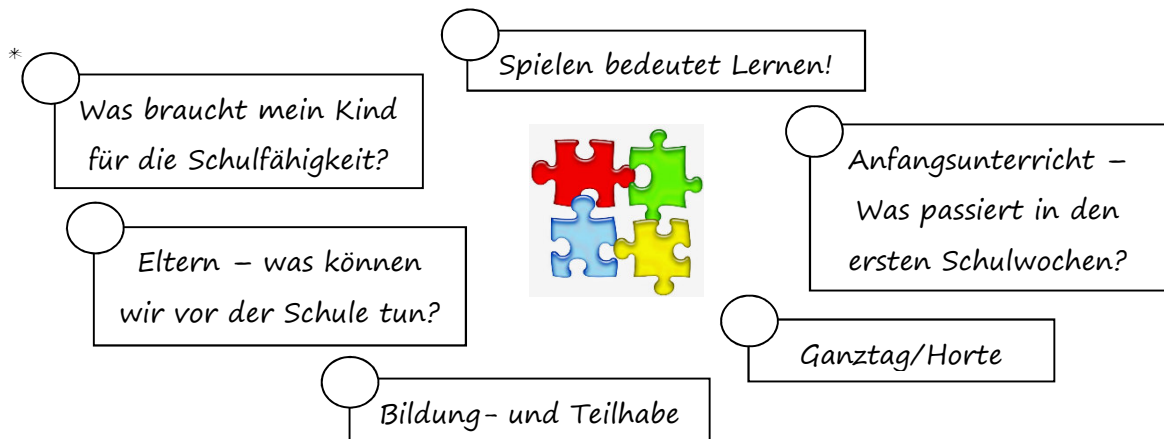 Spielen bedeutet Lernen!
*
Was braucht mein Kind
für die Schulfähigkeit?
Anfangsunterricht –
Was passiert in den
ersten Schulwochen?
Eltern – was können
wir vor der Schule tun?
Ganztag/Horte
Bildung- und Teilhabe